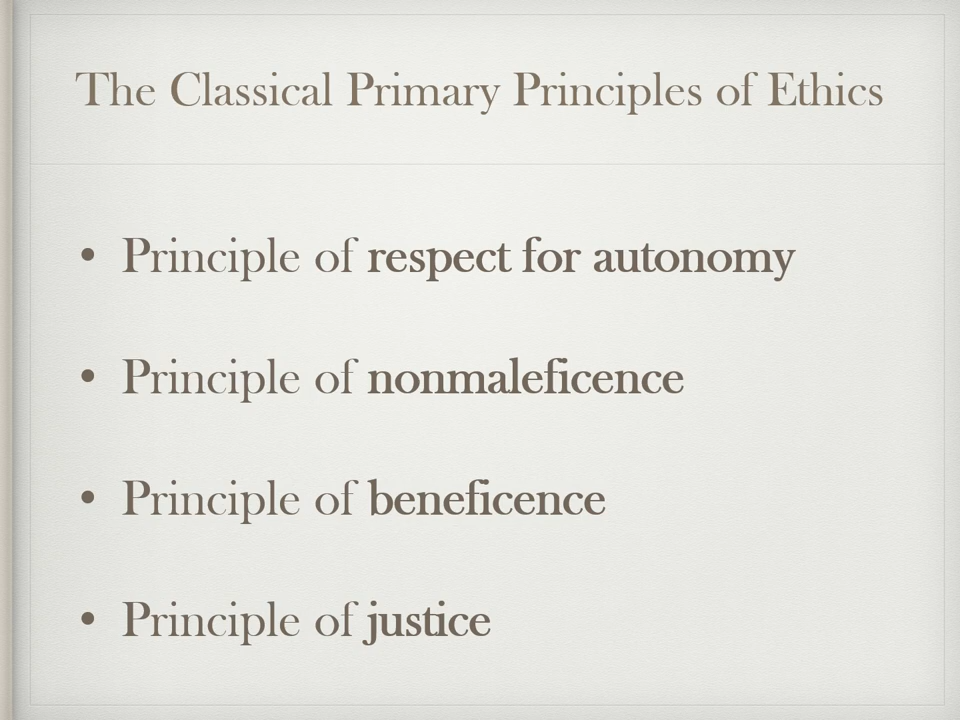 The Classical Primary Principles of Ethics
• Principle of respect for autonomy
• Principle of nonmaleficence
• Principle of beneficence
• Principle of justice